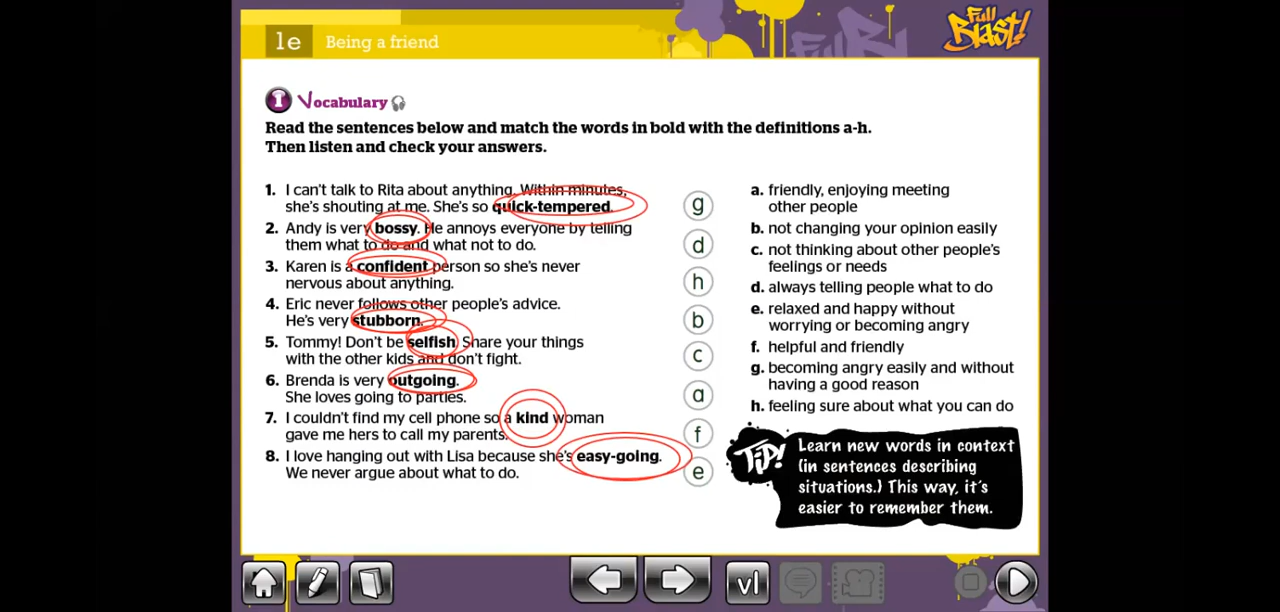 1e Being a friend
Full Blast!
1 Vocabulary
Read the sentences below and match the words in bold with the definitions a-h.
Then listen and check your answers.
1. I can't talk to Rita about anything. Within minutes,
she's shouting at me. She's so quick-tempered.
g
2. Andy is very bossy. He annoys everyone by telling
them what to do and what not to do.
d
3. Karen is a confident person so she's never
nervous about anything.
h
4. Eric never follows other people's advice.
He's very stubborn.
b
5. Tommy! Don't be selfish. Share your things
with the other kids and don't fight.
c
6. Brenda is very outgoing.
She loves going to parties.
a
7. I couldn't find my cell phone so a kind woman
gave me hers to call my parents.
f
8. I love hanging out with Lisa because she's easy-going.
We never argue about what to do.
e
a. friendly, enjoying meeting
other people
b. not changing your opinion easily
c. not thinking about other people's
feelings or needs
d. always telling people what to do
e. relaxed and happy without
worrying or becoming angry
f. helpful and friendly
g. becoming angry easily and without
having a good reason
h. feeling sure about what you can do
TiP! Learn new words in context
(in sentences describing
situations.) This way, it's
easier to remember them.
vl